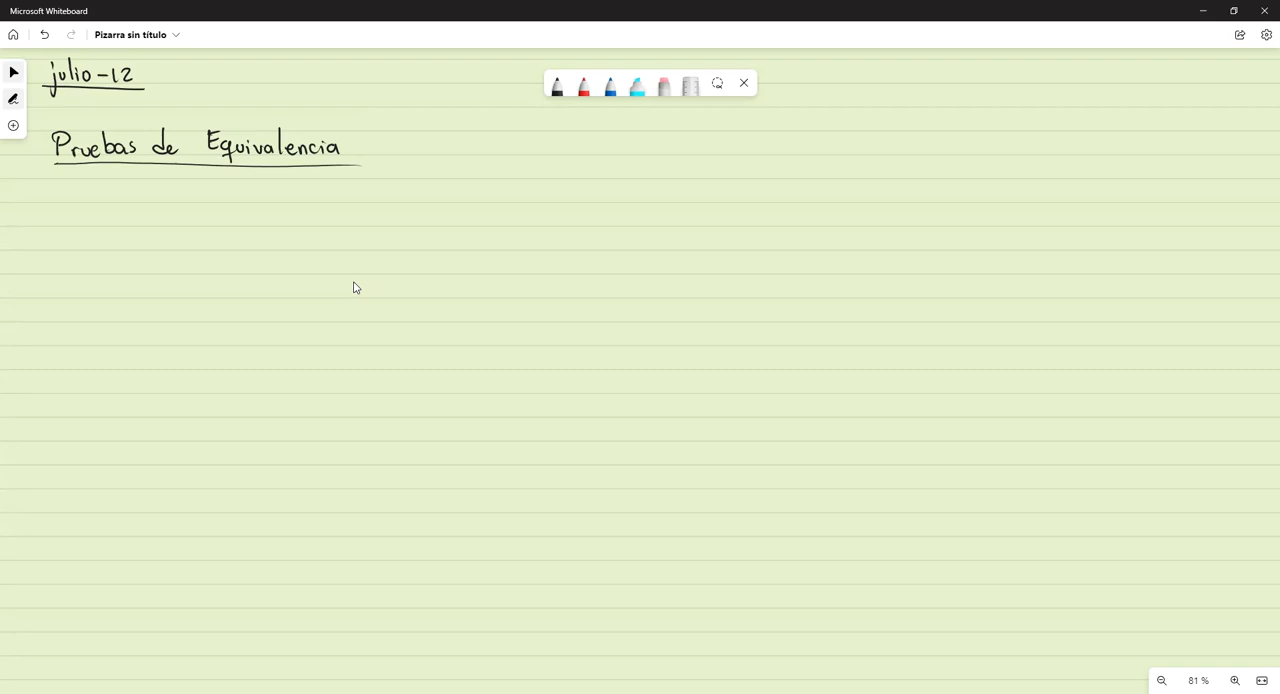 Microsoft Whiteboard
Pizarra sin título
julio-12
Pruebas de Equivalencia
81 %